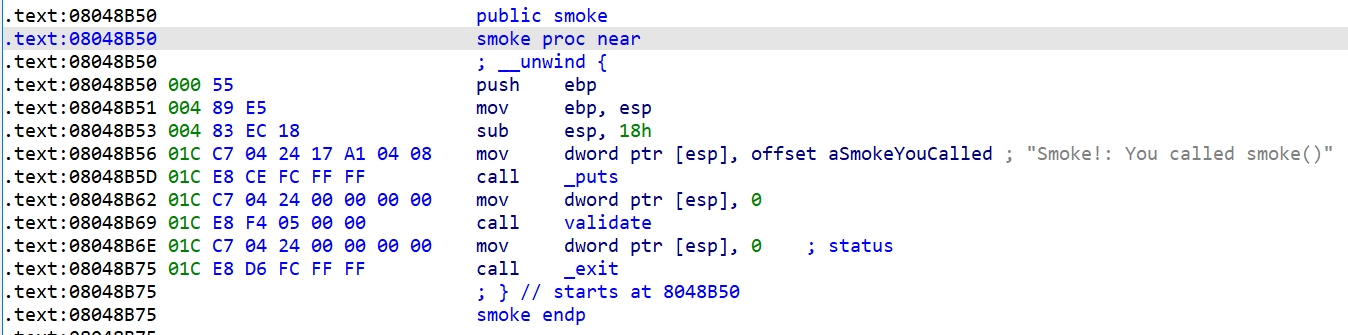 .text:08048B50 public smoke
.text:08048B50 smoke proc near
.text:08048B50 ; __unwind {
.text:08048B50 000 55 push ebp
.text:08048B51 004 89 E5 mov ebp, esp
.text:08048B53 004 83 EC 18 sub esp, 18h
.text:08048B56 01C C7 04 24 17 A1 04 08 mov dword ptr [esp], offset aSmokeYouCalled ; "Smoke!: You called smoke()"
.text:08048B5D 01C E8 CE FC FF FF call _puts
.text:08048B62 01C C7 04 24 00 00 00 00 mov dword ptr [esp], 0
.text:08048B69 01C E8 F4 05 00 00 call validate
.text:08048B6E 01C C7 04 24 00 00 00 00 mov dword ptr [esp], 0 ; status
.text:08048B75 01C E8 D6 FC FF FF call _exit
.text:08048B75 ; } // starts at 8048B50
.text:08048B75 smoke endp
.text:08048B75